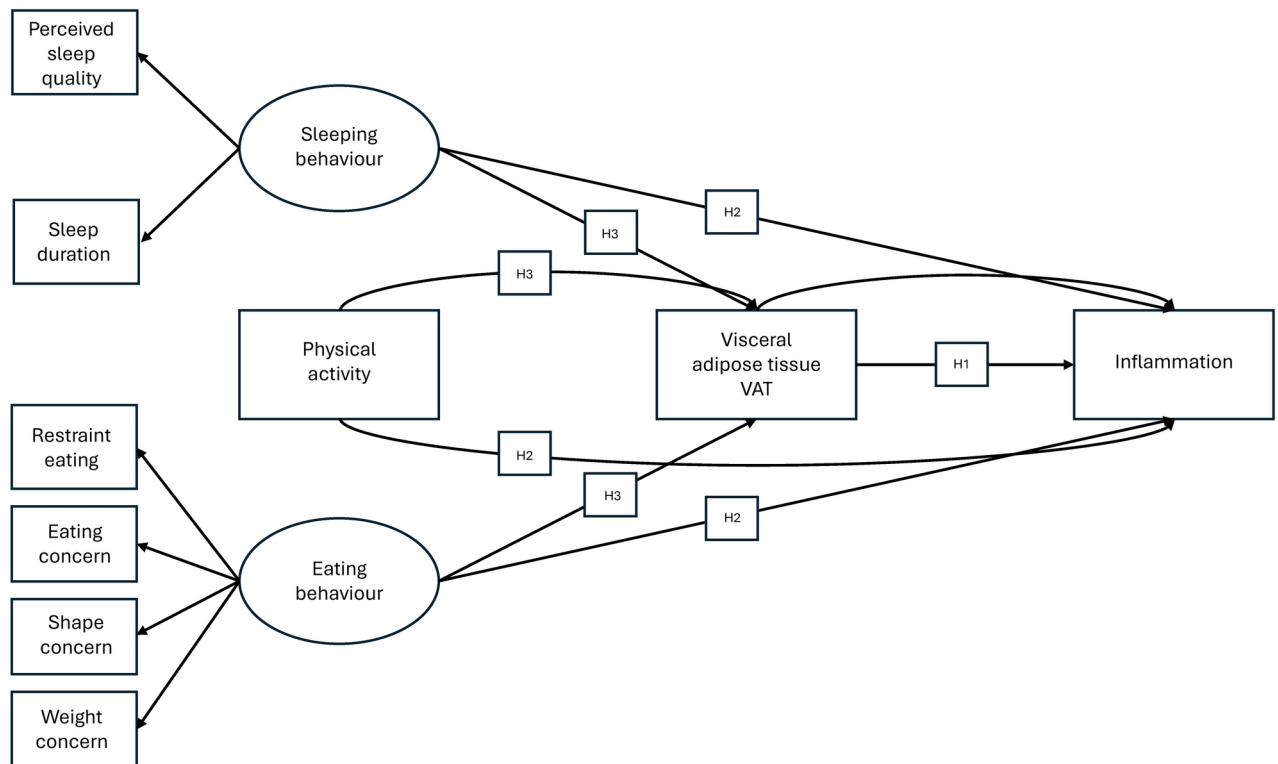 Perceived
sleep
quality
Sleeping
behaviour
Sleep
duration
H2
H3
H3
Physical
activity
Visceral
adipose tissue
VAT
H1
Inflammation
Restraint
eating
H2
H3
H2
Eating
concern
Eating
behaviour
Shape
concern
Weight
concern